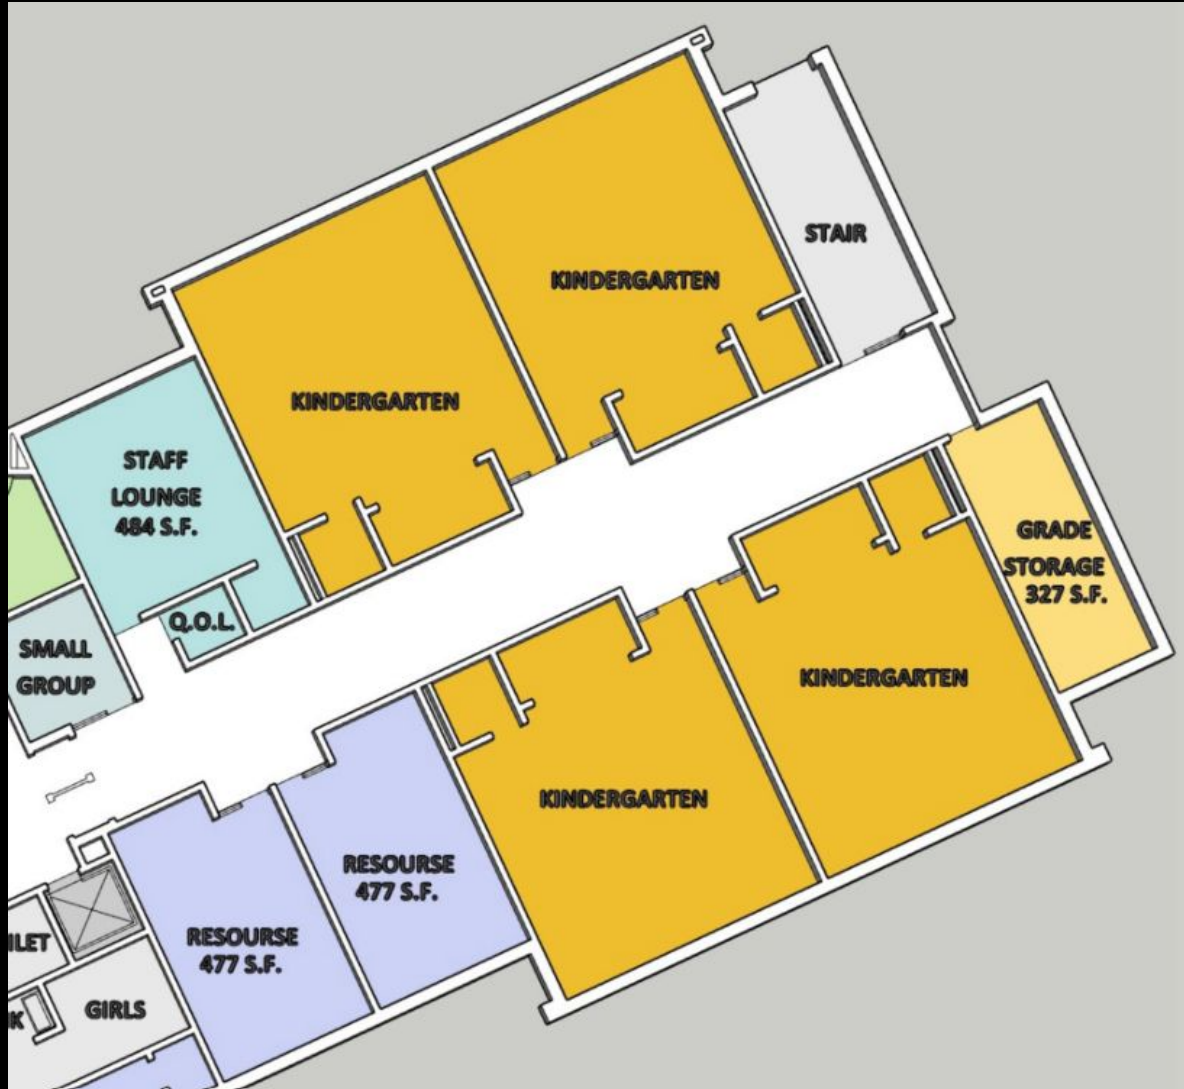 STAIR
KINDERGARTEN
KINDERGARTEN
STAFF
LOUNGE
484 S.F.
GRADE
STORAGE
327 S.F.
Q.O.L.
SMALL
GROUP
KINDERGARTEN
KINDERGARTEN
RESOURSE
477 S.F.
RESOURSE
477 S.F.
GIRLS